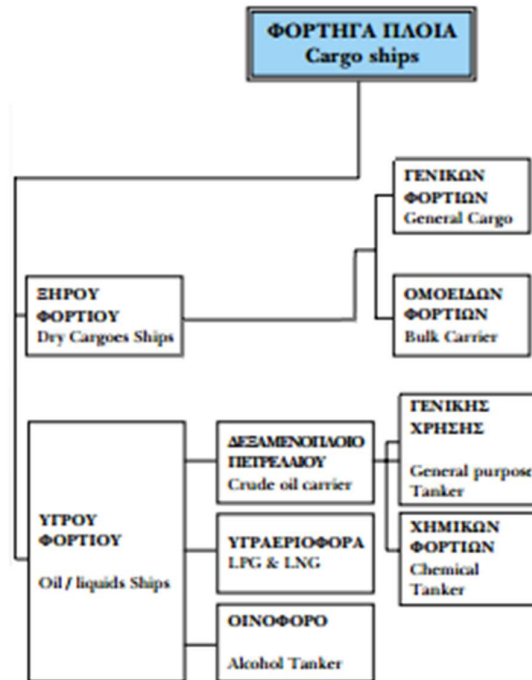 ΦΟΡΤΗΓΑ ΠΛΟΙΑ
Cargo ships
ΓΕΝΙΚΩΝ
ΦΟΡΤΙΩΝ
General Cargo
ΞΗΡΟΥ
ΦΟΡΤΙΟΥ
Dry Cargoes Ships
ΟΜΟΕΙΔΩΝ
ΦΟΡΤΙΩΝ
Bulk Carrier
ΥΓΡΟΥ
ΦΟΡΤΙΟΥ
Oil / liquids Ships
ΔΕΞΑΜΕΝΟΠΛΟΙΟ
ΠΕΤΡΕΛΑΙΟΥ
Crude oil carrier
ΓΕΝΙΚΗΣ
ΧΡΗΣΗΣ
General purpose
Tanker
ΥΓΡΑΕΡΙΟΦΟΡΑ
LPG & LNG
ΧΗΜΙΚΩΝ
ΦΟΡΤΙΩΝ
Chemical
Tanker
ΟΙΝΟΦΟΡΟ
Alcohol Tanker